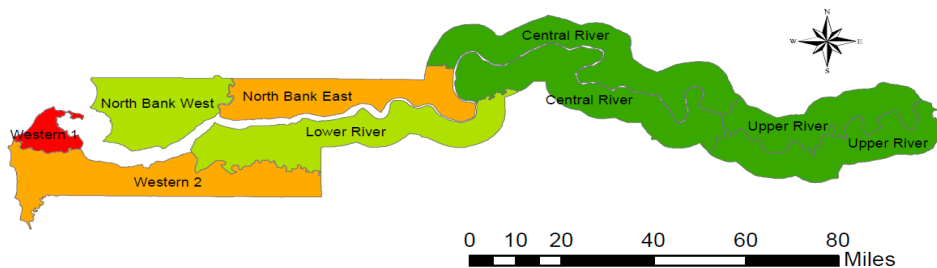 N
W E
S
Central River
North Bank West
North Bank East
Central River
Western 1
Lower River
Upper River
Upper River
Western 2
0 10 20 40 60 80
Miles